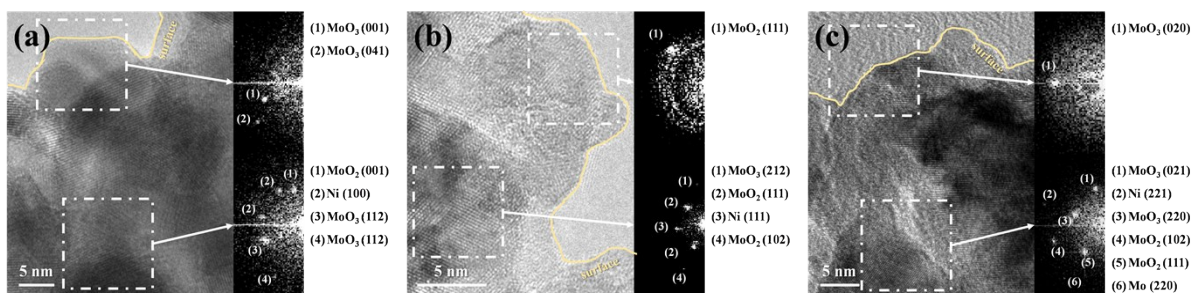 (a)
surface
(1)
(2)
(1) MoO₃ (001)
(2) MoO₃ (041)
(2)
(1)
(2)
(3)
(4)
(1) MoO₂ (001)
(2) Ni (100)
(3) MoO₃ (112)
(4) MoO₃ (112)
5 nm
(b)
(1)
(1) MoO₂ (111)
(1)
(2)
(3)
(2)
(4)
(1) MoO₃ (212)
(2) MoO₂ (111)
(3) Ni (111)
(4) MoO₂ (102)
surface
5 nm
(c)
surface
(1)
(1) MoO₃ (020)
(1)
(2)
(3)
(4)
(5)
(6)
(1) MoO₃ (021)
(2) Ni (221)
(3) MoO₃ (220)
(4) MoO₂ (102)
(5) MoO₂ (111)
(6) Mo (220)
5 nm